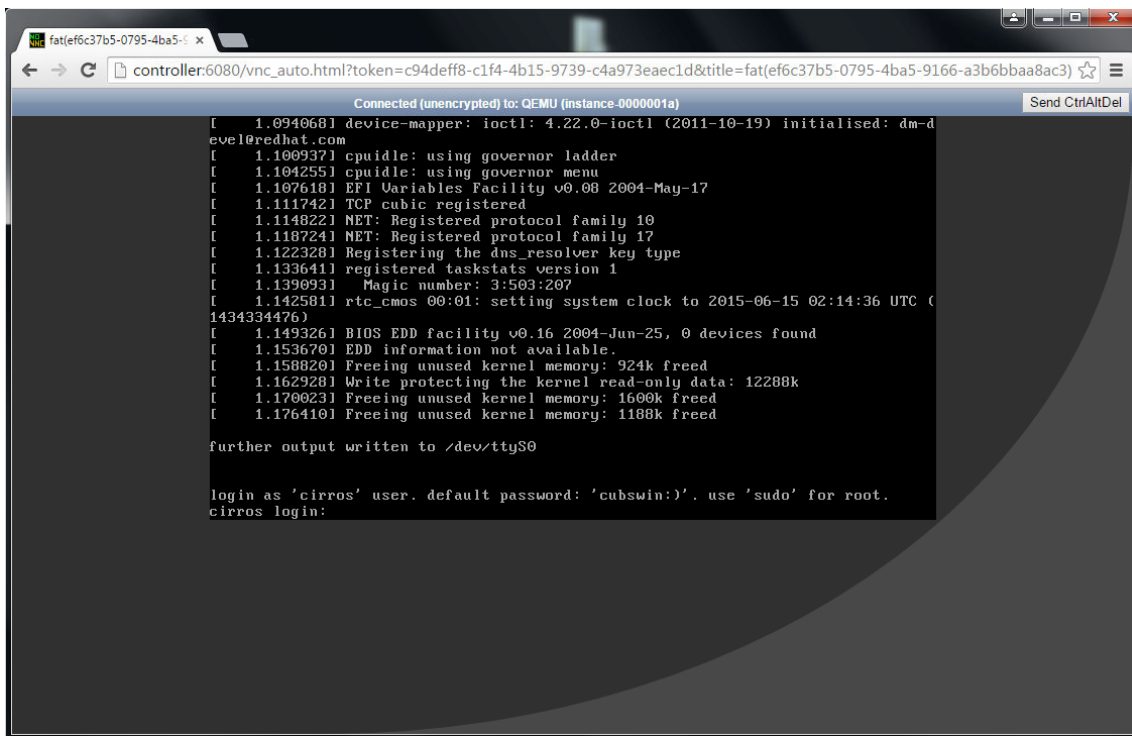 NO
VNC
fat(ef6c37b5-0795-4ba5-9
controller:6080/vnc_auto.html?token=c94deff8-c1f4-4b15-9739-c4a973eaec1d&title=fat(ef6c37b5-0795-4ba5-9166-a3b6bbaa8ac3)
Connected (unencrypted) to: QEMU (instance-0000001a)
Send CtrlAltDel
[    1.094068] device-mapper: ioctl: 4.22.0-ioctl (2011-10-19) initialised: dm-d
evel@redhat.com
[    1.100937] cpuidle: using governor ladder
[    1.104255] cpuidle: using governor menu
[    1.107618] EFI Variables Facility v0.08 2004-May-17
[    1.111742] TCP cubic registered
[    1.114822] NET: Registered protocol family 10
[    1.118724] NET: Registered protocol family 17
[    1.122328] Registering the dns_resolver key type
[    1.133641] registered taskstats version 1
[    1.139093]   Magic number: 3:503:207
[    1.142581] rtc_cmos 00:01: setting system clock to 2015-06-15 02:14:36 UTC (
1434334476)
[    1.149326] BIOS EDD facility v0.16 2004-Jun-25, 0 devices found
[    1.153670] EDD information not available.
[    1.158820] Freeing unused kernel memory: 924k freed
[    1.162928] Write protecting the kernel read-only data: 12288k
[    1.170023] Freeing unused kernel memory: 1600k freed
[    1.176410] Freeing unused kernel memory: 1188k freed
further output written to /dev/ttyS0
login as 'cirros' user. default password: 'cubswin:)'. use 'sudo' for root.
cirros login: